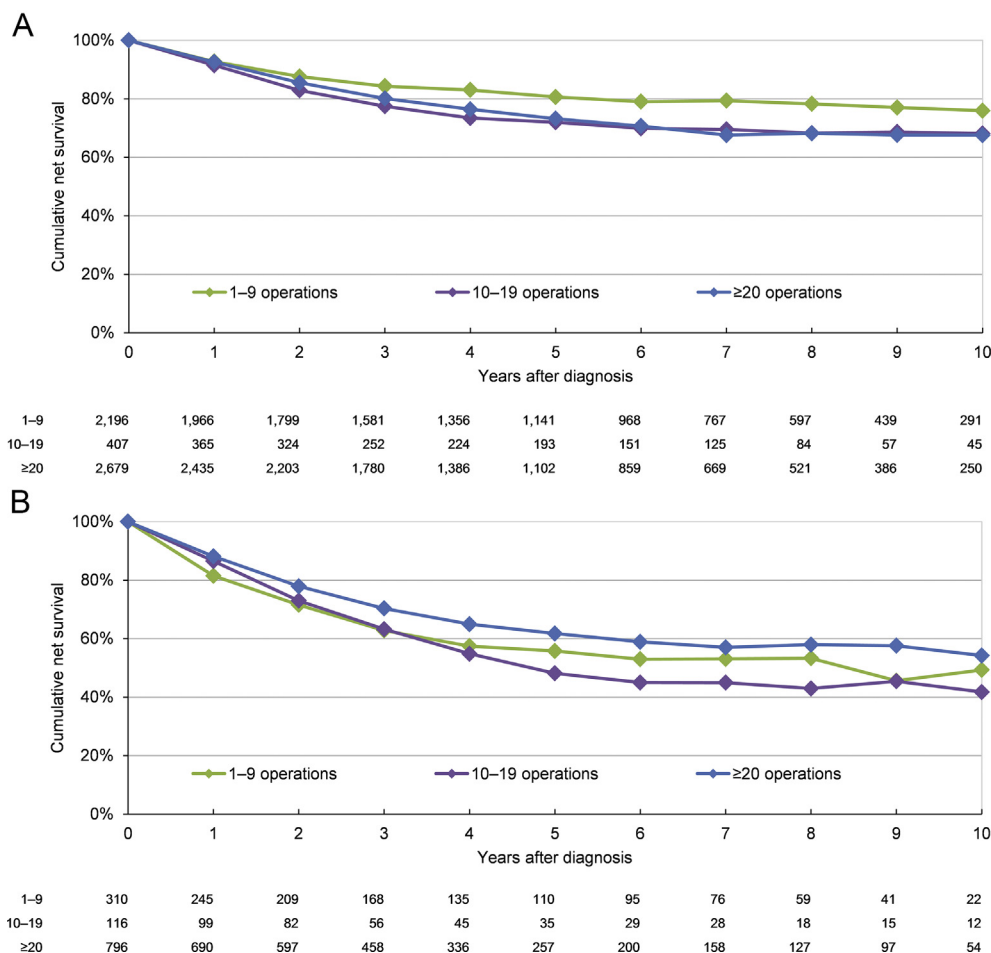 A
100%
80%
60%
40%
20%
0%
Cumulative net survival
1–9 operations 10–19 operations ≥20 operations
0 1 2 3 4 5 6 7 8 9 10
Years after diagnosis
1–9 2,196 1,966 1,799 1,581 1,356 1,141 968 767 597 439 291
10–19 407 365 324 252 224 193 151 125 84 57 45
≥20 2,679 2,435 2,203 1,780 1,386 1,102 859 669 521 386 250
B
100%
80%
60%
40%
20%
0%
Cumulative net survival
1–9 operations 10–19 operations ≥20 operations
0 1 2 3 4 5 6 7 8 9 10
Years after diagnosis
1–9 310 245 209 168 135 110 95 76 59 41 22
10–19 116 99 82 56 45 35 29 28 18 15 12
≥20 796 690 597 458 336 257 200 158 127 97 54